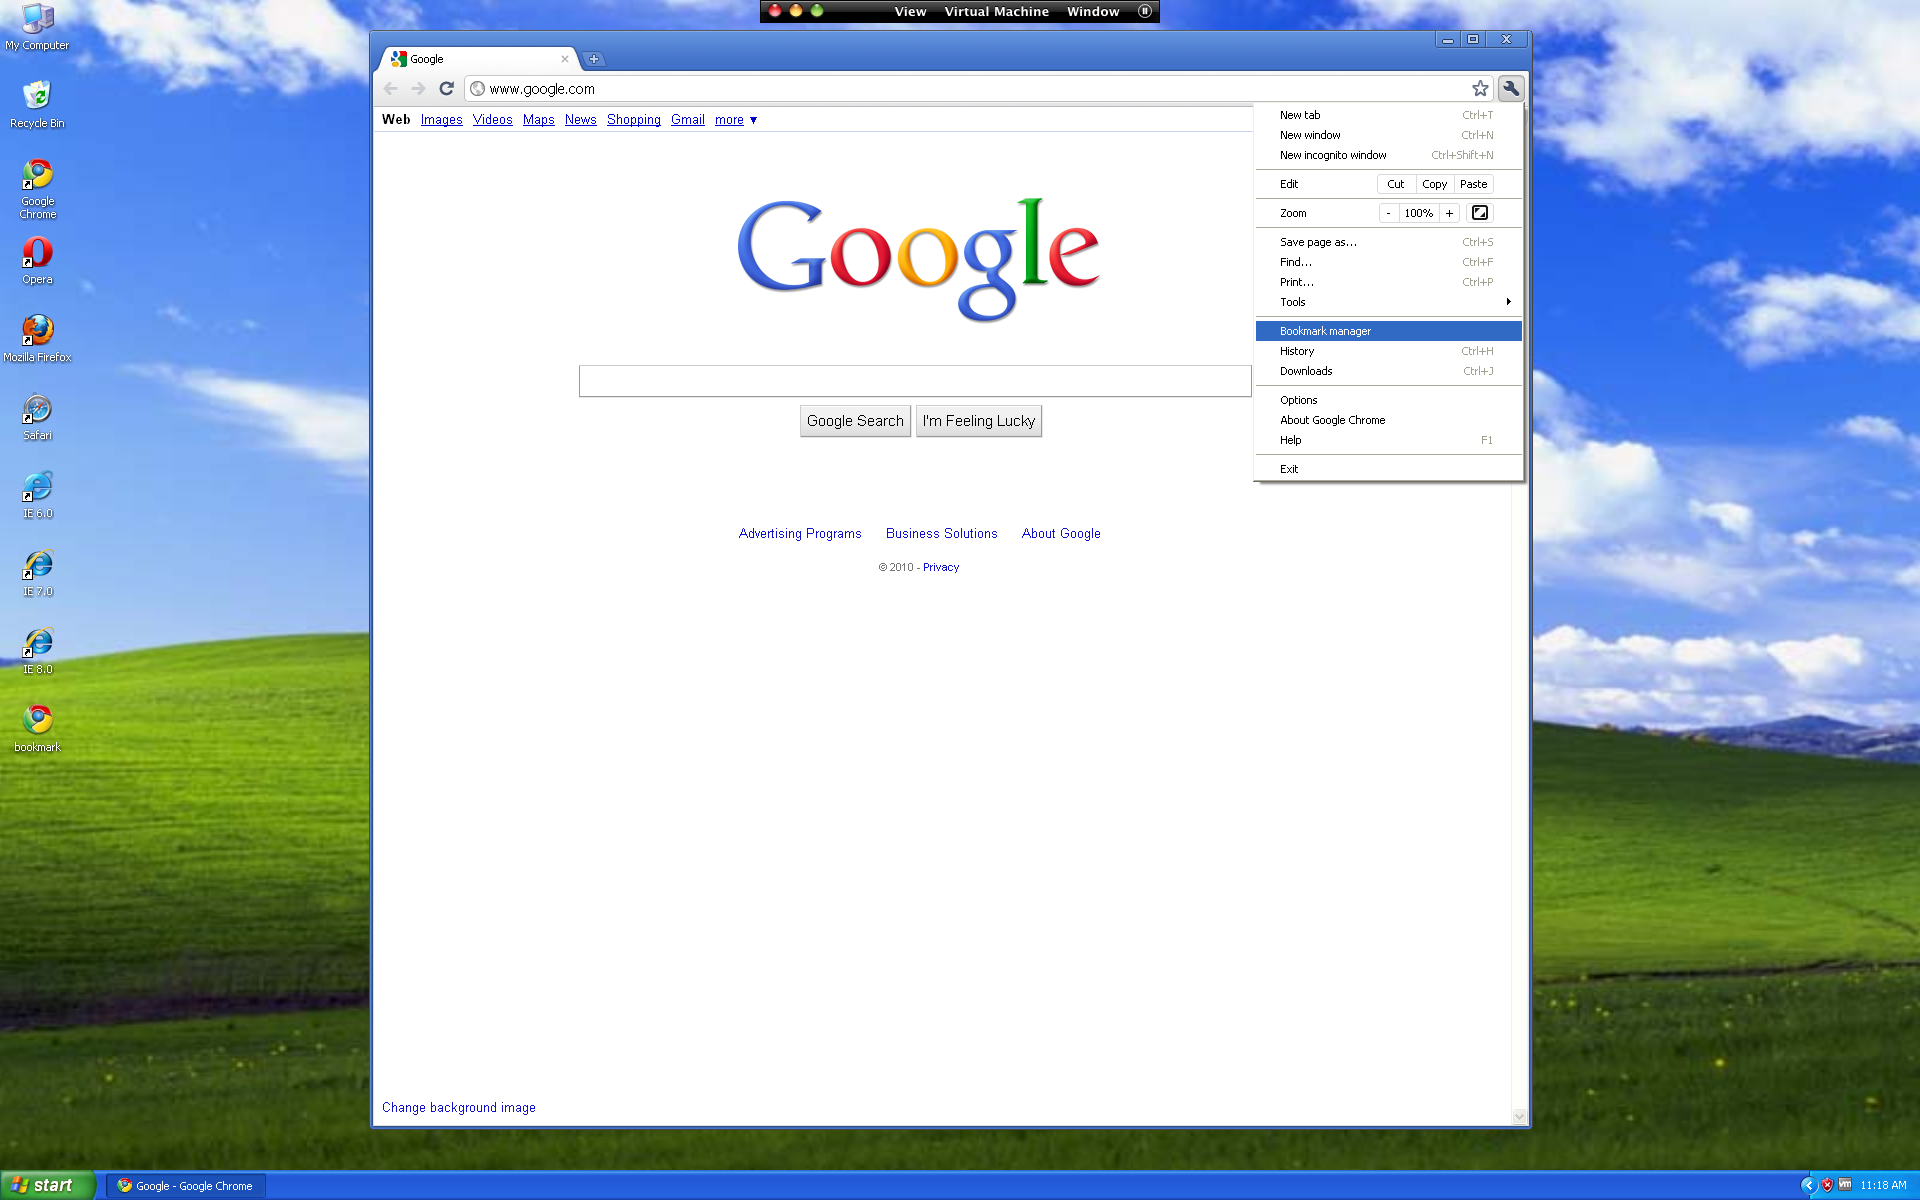 View Virtual Machine Window
My Computer
Recycle Bin
Google
Chrome
Opera
Mozilla Firefox
Safari
IE 6.0
IE 7.0
IE 8.0
bookmark
Google
www.google.com
Web Images Videos Maps News Shopping Gmail more ▼
Google
Google Search I'm Feeling Lucky
Advertising Programs Business Solutions About Google
© 2010 - Privacy
Change background image
New tab Ctrl+T
New window Ctrl+N
New incognito window Ctrl+Shift+N
Edit Cut Copy Paste
Zoom - 100% +
Save page as... Ctrl+S
Find... Ctrl+F
Print... Ctrl+P
Tools
Bookmark manager
History Ctrl+H
Downloads Ctrl+J
Options
About Google Chrome
Help F1
Exit
start Google - Google Chrome vm 11:18 AM